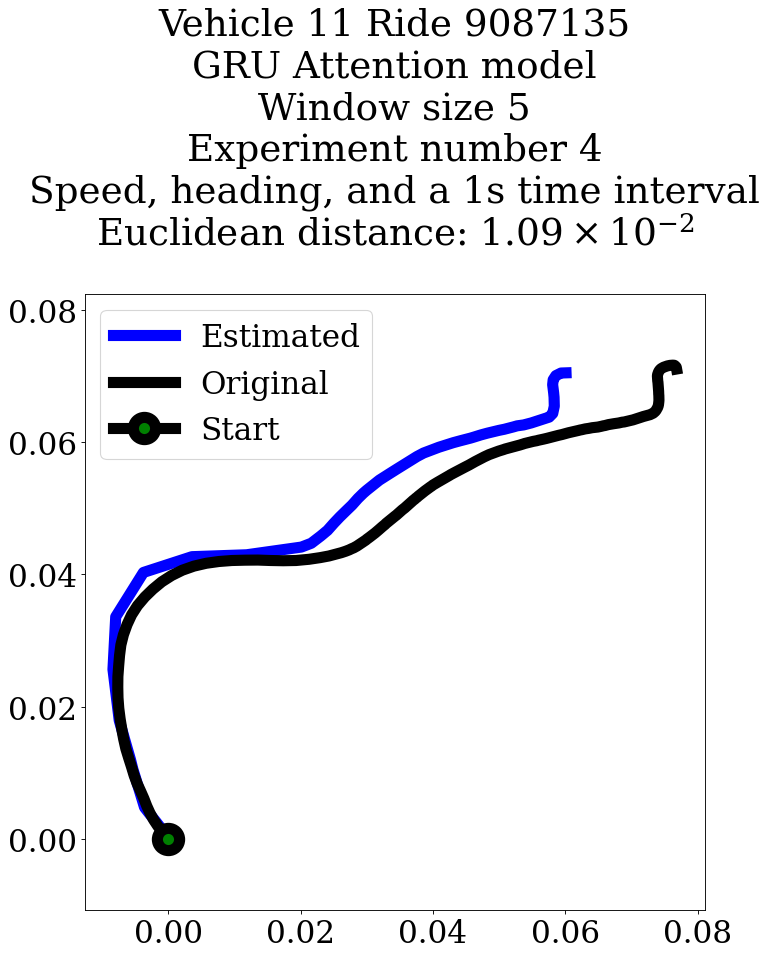 Vehicle 11 Ride 9087135
GRU Attention model
Window size 5
Experiment number 4
Speed, heading, and a 1s time interval
Euclidean distance: 1.09 × 10⁻²
Estimated
Original
Start
0.08
0.06
0.04
0.02
0.00
0.00 0.02 0.04 0.06 0.08